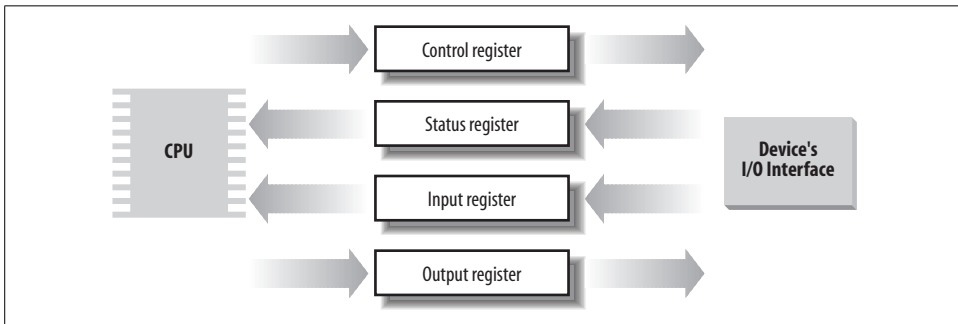 Control register
Status register
CPU
Device's
I/O Interface
Input register
Output register